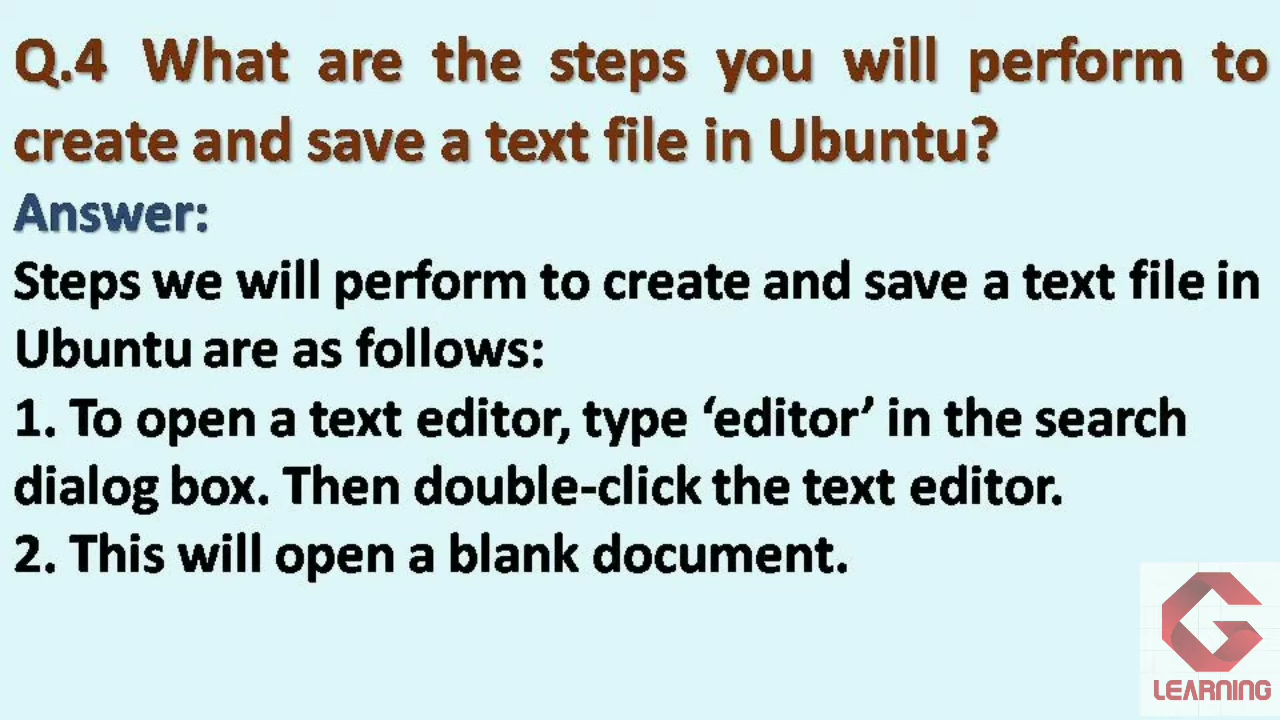 Q.4 What are the steps you will perform to
create and save a text file in Ubuntu?
Answer:
Steps we will perform to create and save a text file in
Ubuntu are as follows:
1. To open a text editor, type ‘editor’ in the search
dialog box. Then double-click the text editor.
2. This will open a blank document.
LEARNING